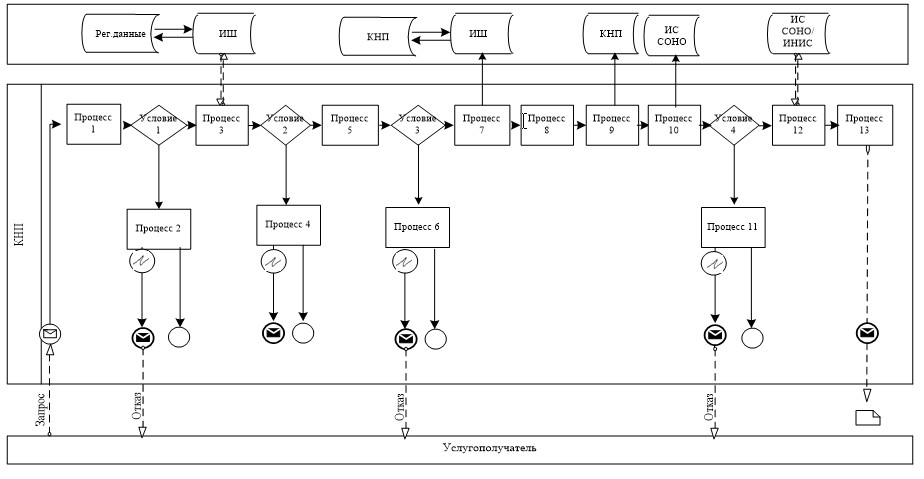 Рег.данные
ИШ
КНП
ИШ
КНП
ИС
СОНО
ИС
СОНО/
ИНИС
КНП
Процесс
1
Условие
1
Процесс
3
Условие
2
Процесс
5
Условие
3
Процесс
7
Процесс
8
Процесс
9
Процесс
10
Условие
4
Процесс
12
Процесс
13
Процесс 2
Процесс 4
Процесс 6
Процесс 11
Запрос
Отказ
Отказ
Отказ
Услугополучатель